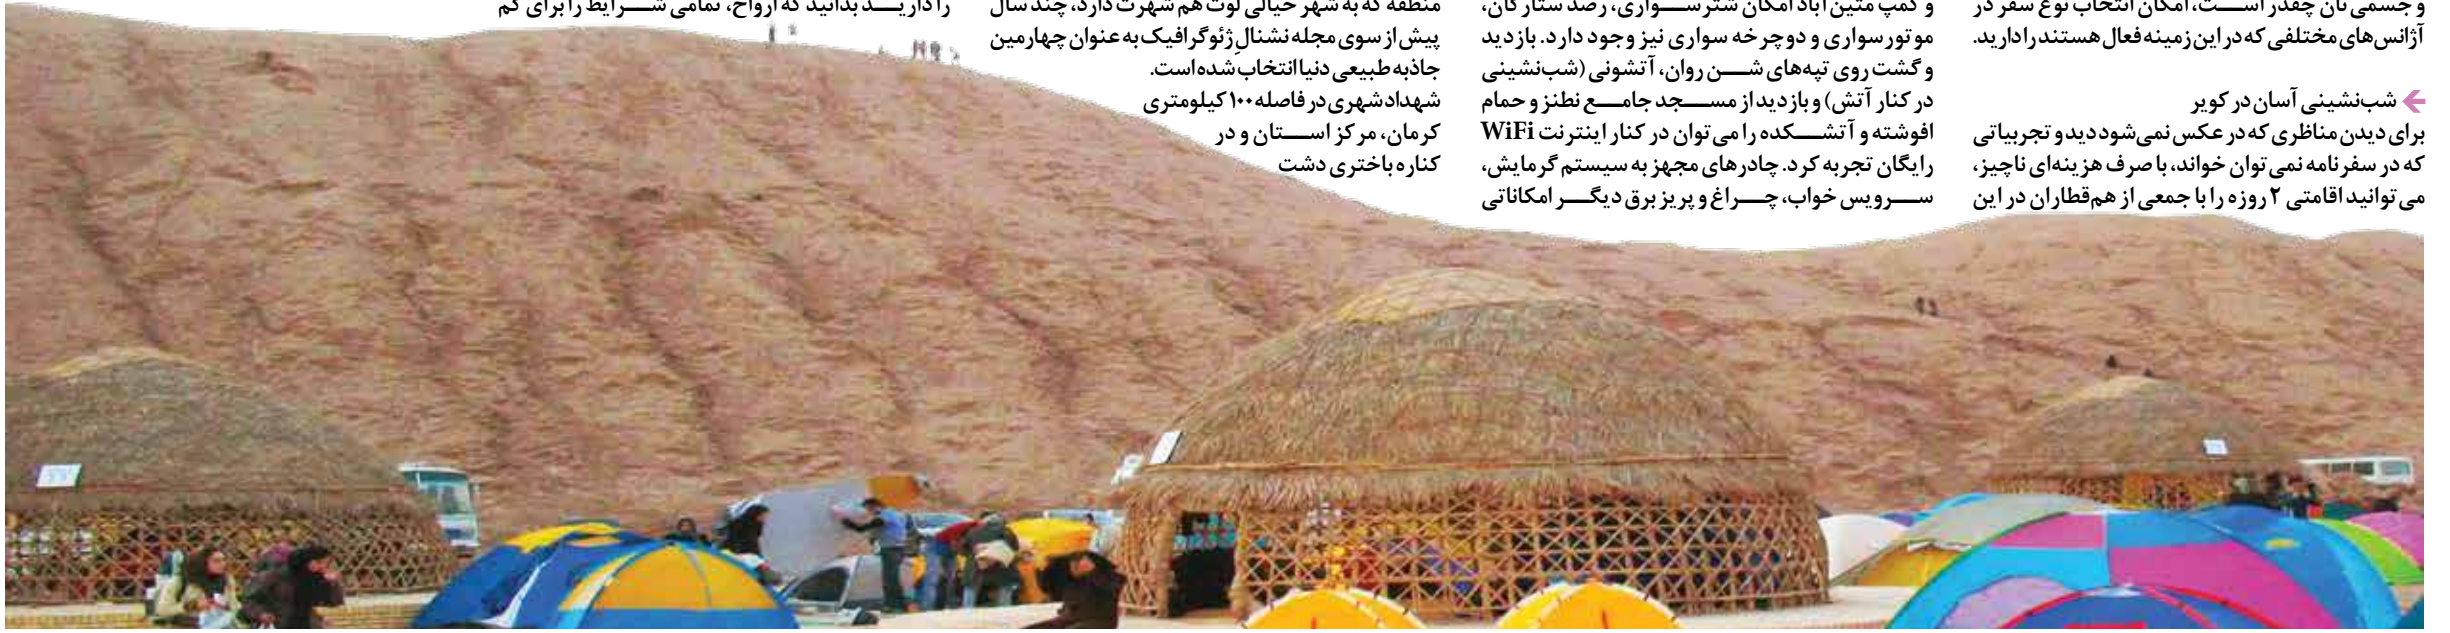 و جسمی‌تان چقدر است، امکان انتخاب نوع سفر در
آژانس‌های مختلفی که در این زمینه فعال هستند را دارید.
شب‌نشینی آسان در کویر
برای دیدن مناظری که در عکس نمی‌شود دید و تجربیاتی
که در سفرنامه نمی‌توان خواند، با صرف هزینه‌ای ناچیز،
می‌توانید اقامتی ۲ روزه را با جمعی از هم‌قطاران در این
و کمپ متین‌آباد امکان شترسواری، رصد ستارگان،
موتورسواری و دوچرخه سواری نیز وجود دارد. بازدید
و گشت روی تپه‌های شن روان، آتشونی (شب‌نشینی
در کنار آتش) و بازدید از مسجد جامع نطنز و حمام
افوشته و آتشکده را می‌توان در کنار اینترنت WiFi
رایگان تجربه کرد. چادرهای مجهز به سیستم گرمایش،
سرویس خواب، چراغ و پریز برق دیگر امکاناتی
منطقه که به شهر خیالی لوت هم شهرت دارد، چند سال
پیش از سوی مجله نشنالِ ژئوگرافیک به عنوان چهارمین
جاذبه طبیعی دنیا انتخاب شده است.
شهداد شهری در فاصله ۱۰۰ کیلومتری
کرمان، مرکز استان و در
کناره باختری دشت
را دارید بدانید که ارواح، تمامی شرایط را برای کم